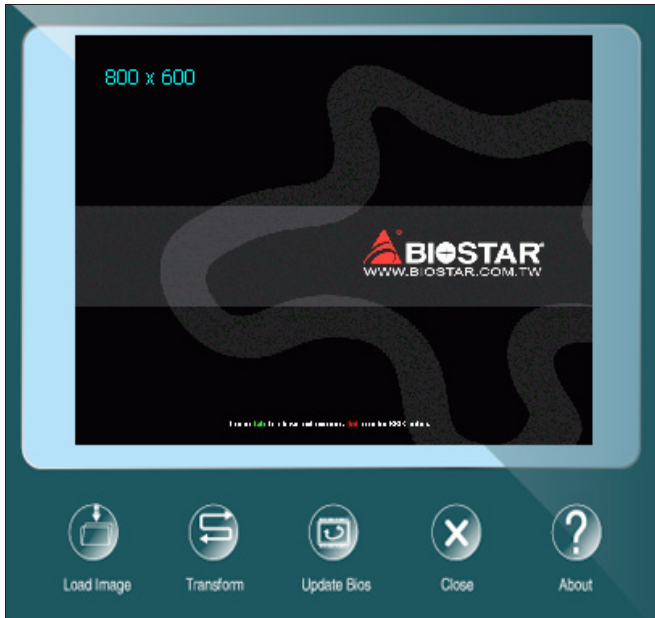 800 x 600
BIOSTAR
WWW.BIOSTAR.COM.TW
Load Image
Transform
Update Bios
Close
About